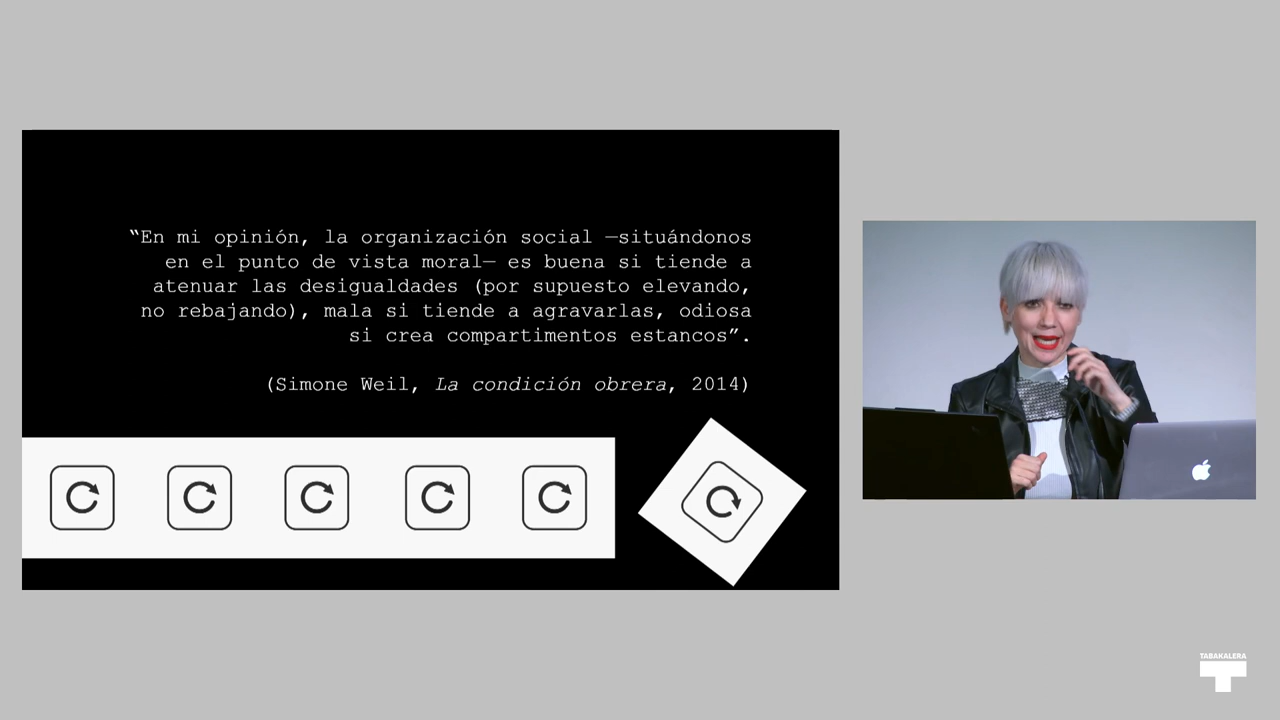 “En mi opinión, la organización social —situándonos
en el punto de vista moral— es buena si tiende a
atenuar las desigualdades (por supuesto elevando,
no rebajando), mala si tiende a agravarlas, odiosa
si crea compartimentos estancos”.
(Simone Weil, La condición obrera, 2014)
TABAKALERA